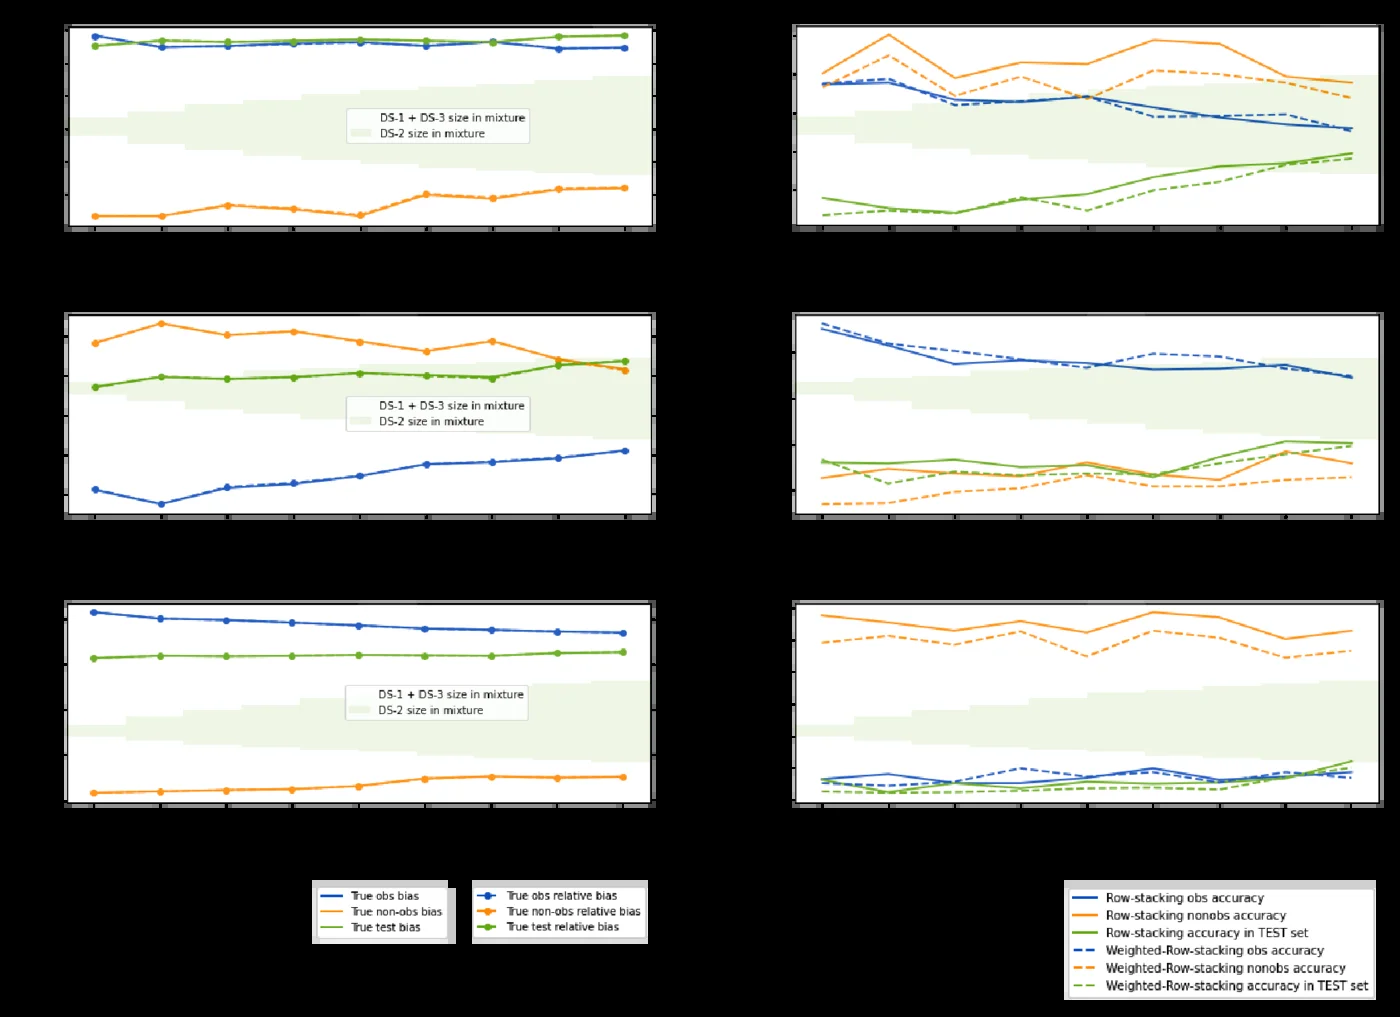 DS-1 + DS-3 size in mixture
DS-2 size in mixture
DS-1 + DS-3 size in mixture
DS-2 size in mixture
DS-1 + DS-3 size in mixture
DS-2 size in mixture
True obs bias
True non-obs bias
True test bias
True obs relative bias
True non-obs relative bias
True test relative bias
Row-stacking obs accuracy
Row-stacking nonobs accuracy
Row-stacking accuracy in TEST set
Weighted-Row-stacking obs accuracy
Weighted-Row-stacking nonobs accuracy
Weighted-Row-stacking accuracy in TEST set